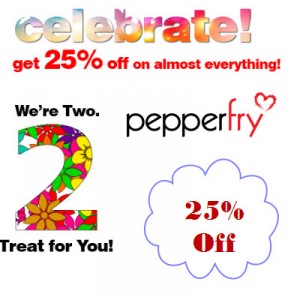 celebrate!
get 25% off on almost everything!
We're Two.
2
Treat for You!
pepperfry
25%
Off